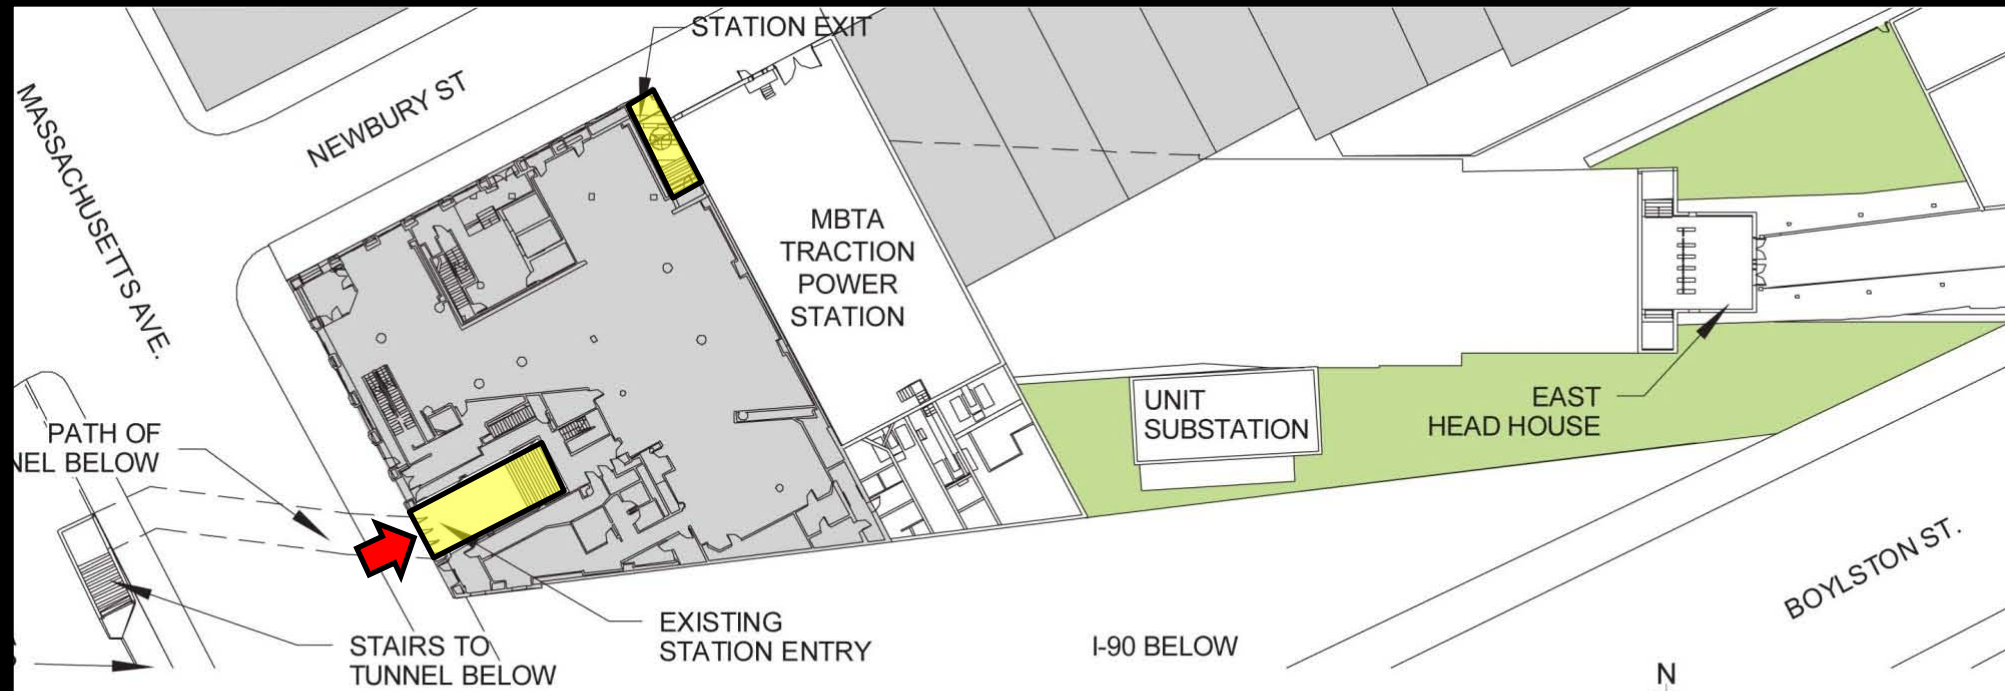 STATION EXIT
MASSACHUSETTS AVE.
NEWBURY ST
MBTA
TRACTION
POWER
STATION
UNIT
SUBSTATION
EAST
HEAD HOUSE
PATH OF
NEL BELOW
BOYLSTON ST.
EXISTING
STATION ENTRY
STAIRS TO
TUNNEL BELOW
I-90 BELOW
N